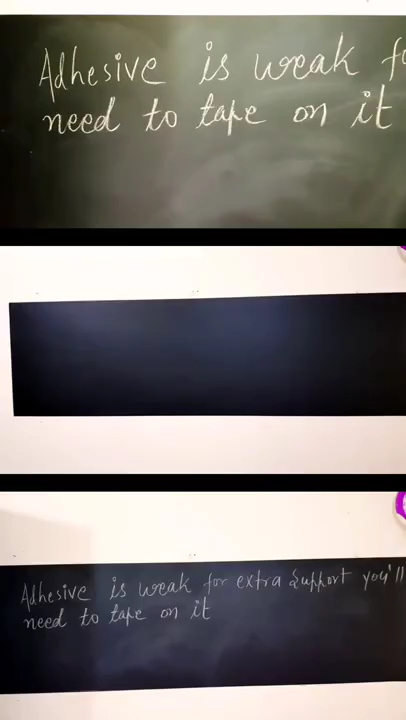 Adhesive is weak fo
need to tape on it
Adhesive is weak for extra support you'll
need to tape on it